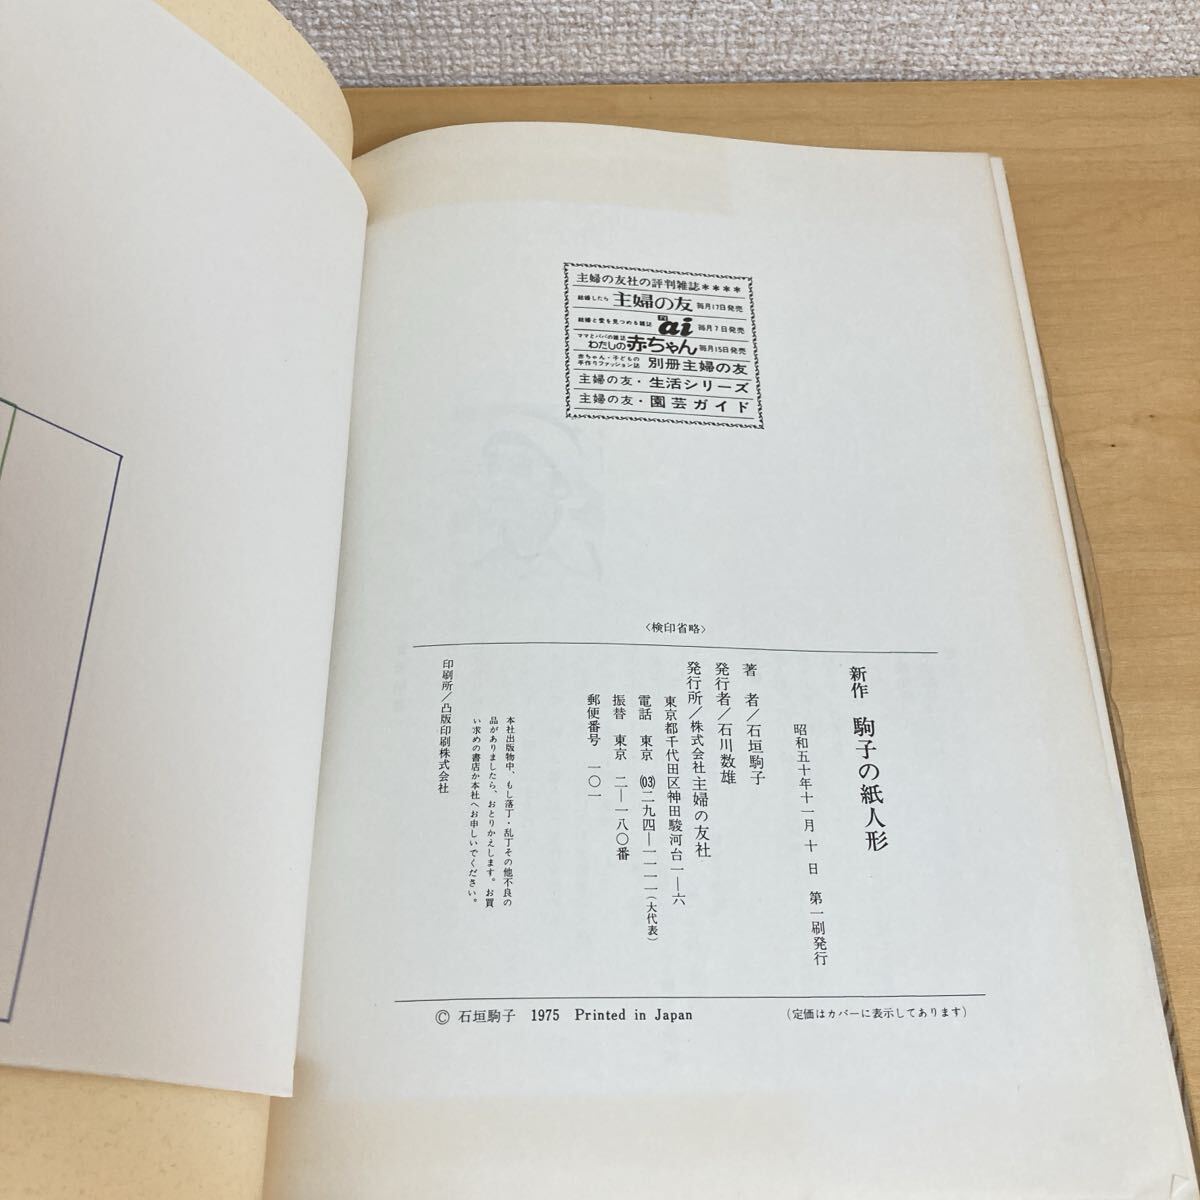 主婦の友社の評判雑誌＊＊＊＊
結婚したら 主婦の友 毎月17日発売
結婚と愛を見つめる雑誌 ai 毎月7日発売
ママとパパの雑誌 わたしの赤ちゃん 毎月15日発売
赤ちゃん・子どもの手作りファッション誌 別冊主婦の友
主婦の友・生活シリーズ
主婦の友・園芸ガイド
〈検印省略〉
新作 駒子の紙人形
昭和五十年十一月十日 第一刷発行
著 者／石垣駒子
発行者／石川数雄
発行所／株式会社主婦の友社
東京都千代田区神田駿河台一—六
電話 東京 (03)二九四—一一一一(大代表)
振替 東京 二—一八〇番
郵便番号 一〇一
本社出版物中、もし落丁・乱丁その他不良の
品がありましたら、おとりかえします。お買
い求めの書店か本社へお申しいでください。
印刷所／凸版印刷株式会社
© 石垣駒子 1975 Printed in Japan
(定価はカバーに表示してあります)